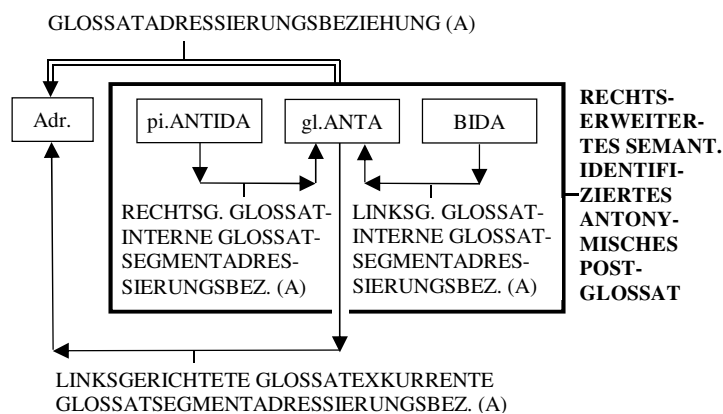 GLOSSATADRESSIERUNGSBEZIEHUNG (A)
Adr.
pi.ANTIDA
gl.ANTA
BIDA
RECHTSG. GLOSSAT-
INTERNE GLOSSAT-
SEGMENTADRES-
SIERUNGSBEZ. (A)
LINKSG. GLOSSAT-
INTERNE GLOSSAT-
SEGMENTADRES-
SIERUNGSBEZ. (A)
RECHTS-
ERWEITER-
TES SEMANT.
IDENTIFI-
ZIERTES
ANTONY-
MISCHES
POST-
GLOSSAT
LINKSGERICHTETE GLOSSATEXKURRENTE
GLOSSATSEGMENTADRESSIERUNGSBEZ. (A)